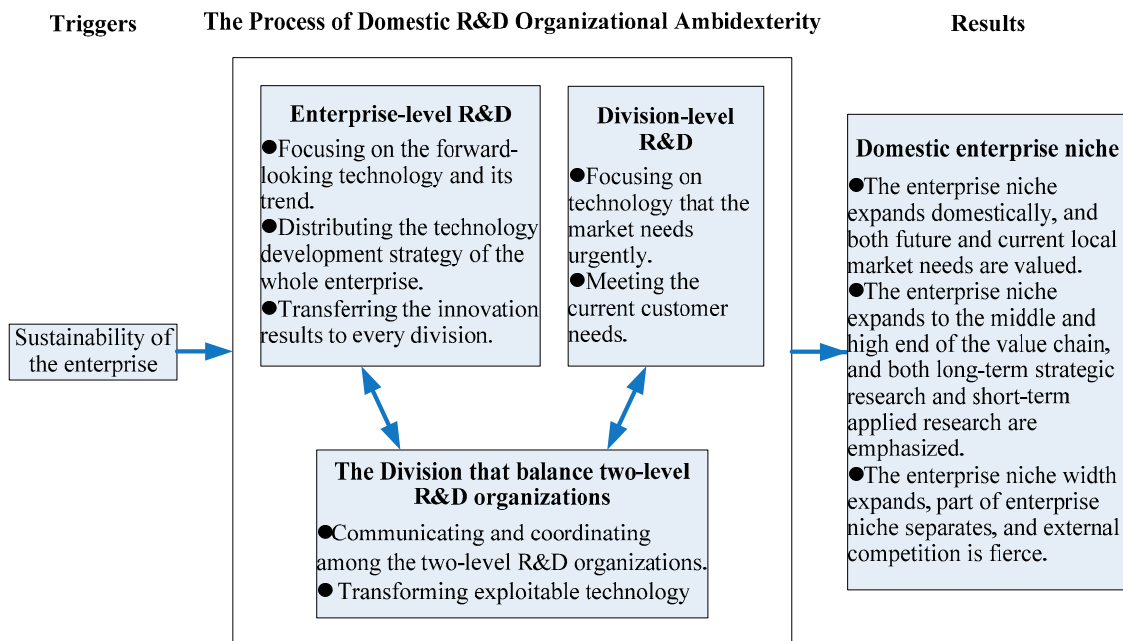 Triggers
The Process of Domestic R&D Organizational Ambidexterity
Results
Sustainability of
the enterprise
Enterprise-level R&D
●Focusing on the forward-
looking technology and its
trend.
●Distributing the technology
development strategy of the
whole enterprise.
●Transferring the innovation
results to every division.
Division-level
R&D
●Focusing on
technology that the
market needs
urgently.
●Meeting the
current customer
needs.
The Division that balance two-level
R&D organizations
●Communicating and coordinating
among the two-level R&D organizations.
● Transforming exploitable technology
Domestic enterprise niche
●The enterprise niche
expands domestically, and
both future and current local
market needs are valued.
●The enterprise niche
expands to the middle and
high end of the value chain,
and both long-term strategic
research and short-term
applied research are
emphasized.
●The enterprise niche width
expands, part of enterprise
niche separates, and external
competition is fierce.